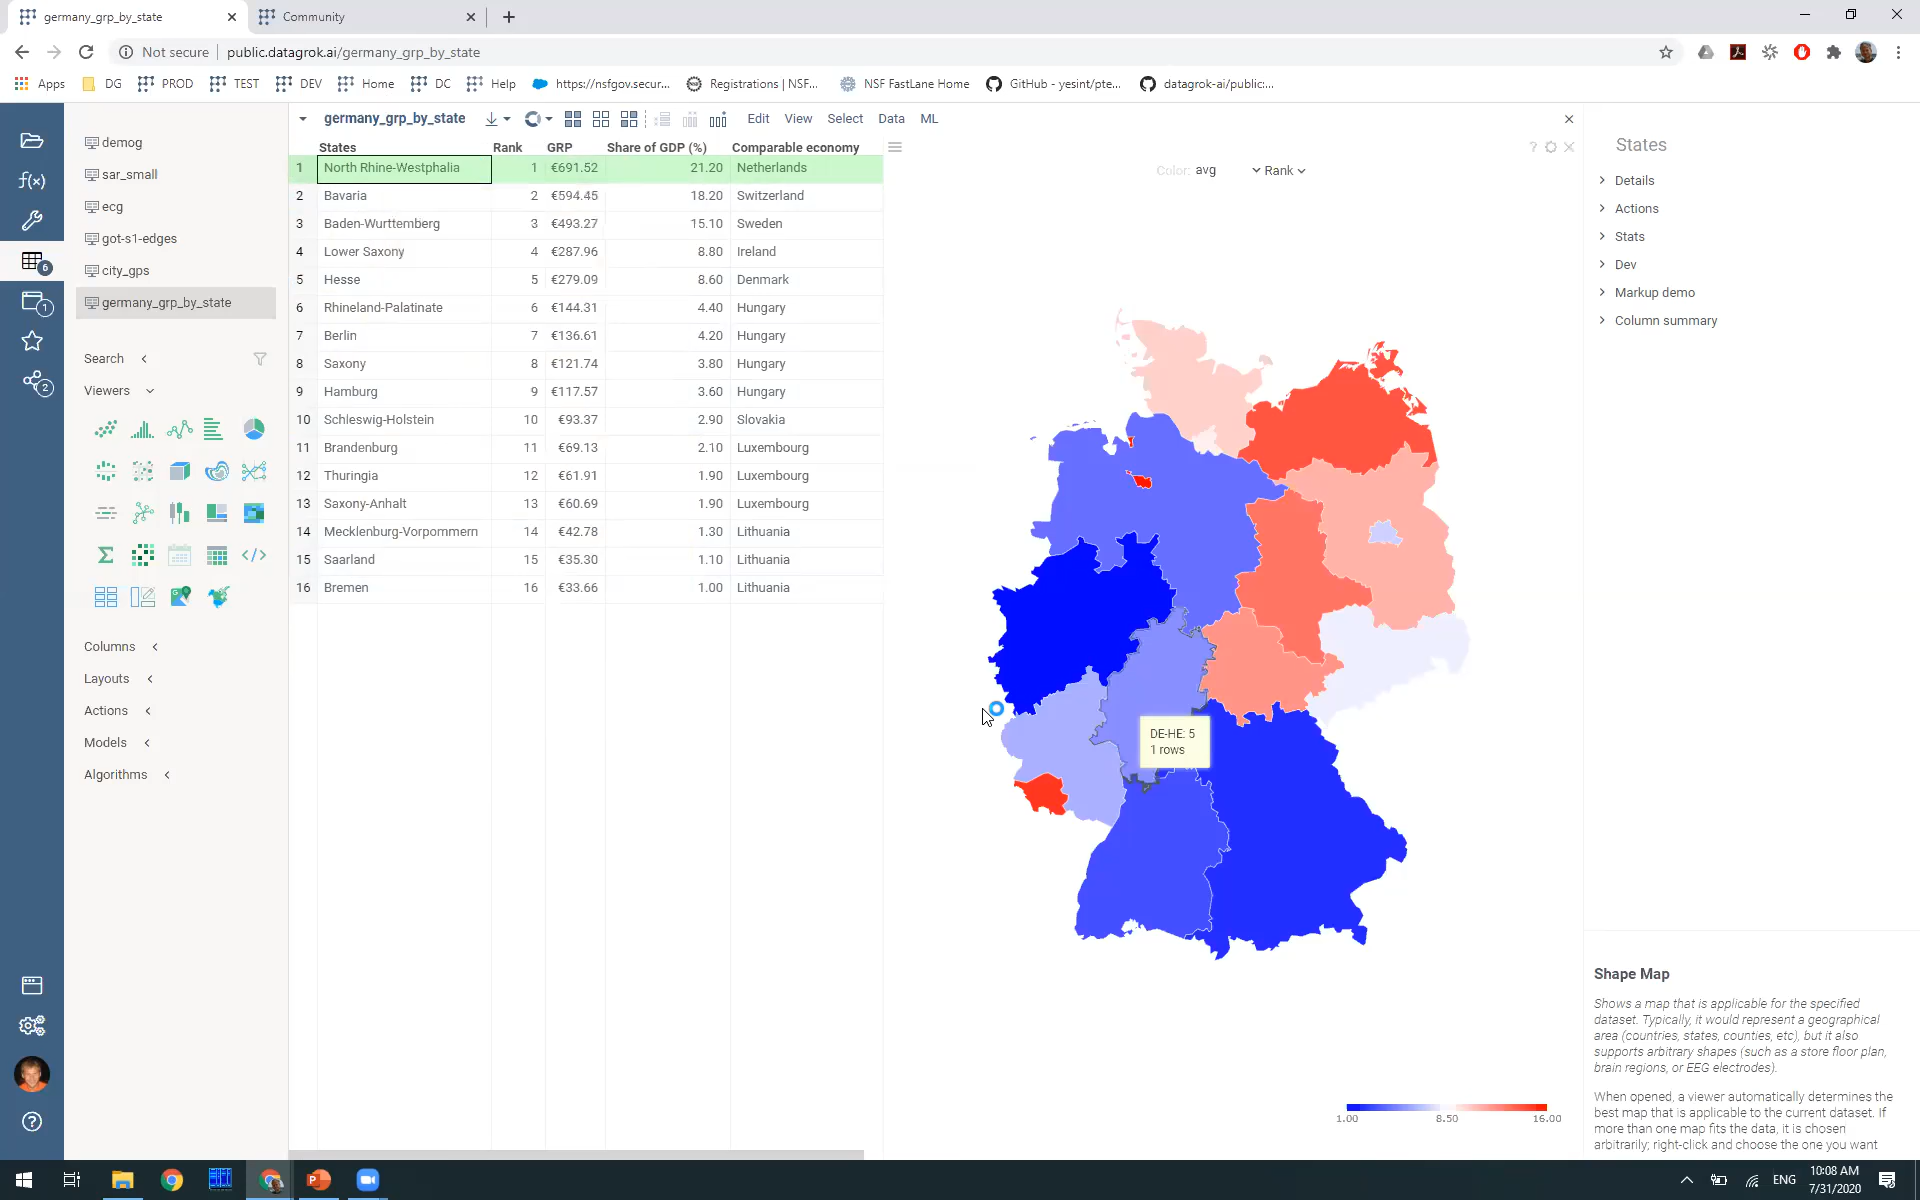 germany_grp_by_state
Community
Not secure
public.datagrok.ai/germany_grp_by_state
Apps DG PROD TEST DEV Home DC Help https://nsfgov.secur... Registrations | NSF... NSF FastLane Home GitHub - yesint/pte... datagrok-ai/public:...
demog
sar_small
ecg
got-s1-edges
city_gps
germany_grp_by_state
6
1
2
Search
Viewers
Columns
Layouts
Actions
Models
Algorithms
germany_grp_by_state Edit View Select Data ML
States Rank GRP Share of GDP (%) Comparable economy
1 North Rhine-Westphalia 1 €691.52 21.20 Netherlands
2 Bavaria 2 €594.45 18.20 Switzerland
3 Baden-Wurttemberg 3 €493.27 15.10 Sweden
4 Lower Saxony 4 €287.96 8.80 Ireland
5 Hesse 5 €279.09 8.60 Denmark
6 Rhineland-Palatinate 6 €144.31 4.40 Hungary
7 Berlin 7 €136.61 4.20 Hungary
8 Saxony 8 €121.74 3.80 Hungary
9 Hamburg 9 €117.57 3.60 Hungary
10 Schleswig-Holstein 10 €93.37 2.90 Slovakia
11 Brandenburg 11 €69.13 2.10 Luxembourg
12 Thuringia 12 €61.91 1.90 Luxembourg
13 Saxony-Anhalt 13 €60.69 1.90 Luxembourg
14 Mecklenburg-Vorpommern 14 €42.78 1.30 Lithuania
15 Saarland 15 €35.30 1.10 Lithuania
16 Bremen 16 €33.66 1.00 Lithuania
Color: avg Rank
DE-HE: 5
1 rows
1.00 8.50 16.00
States
Details
Actions
Stats
Dev
Markup demo
Column summary
Shape Map
Shows a map that is applicable for the specified
dataset. Typically, it would represent a geographical
area (countries, states, counties, etc), but it also
supports arbitrary shapes (such as a store floor plan,
brain regions, or EEG electrodes).
When opened, a viewer automatically determines the
best map that is applicable to the current dataset. If
more than one map fits the data, it is chosen
arbitrarily; right-click and choose the one you want
ENG
10:08 AM
7/31/2020